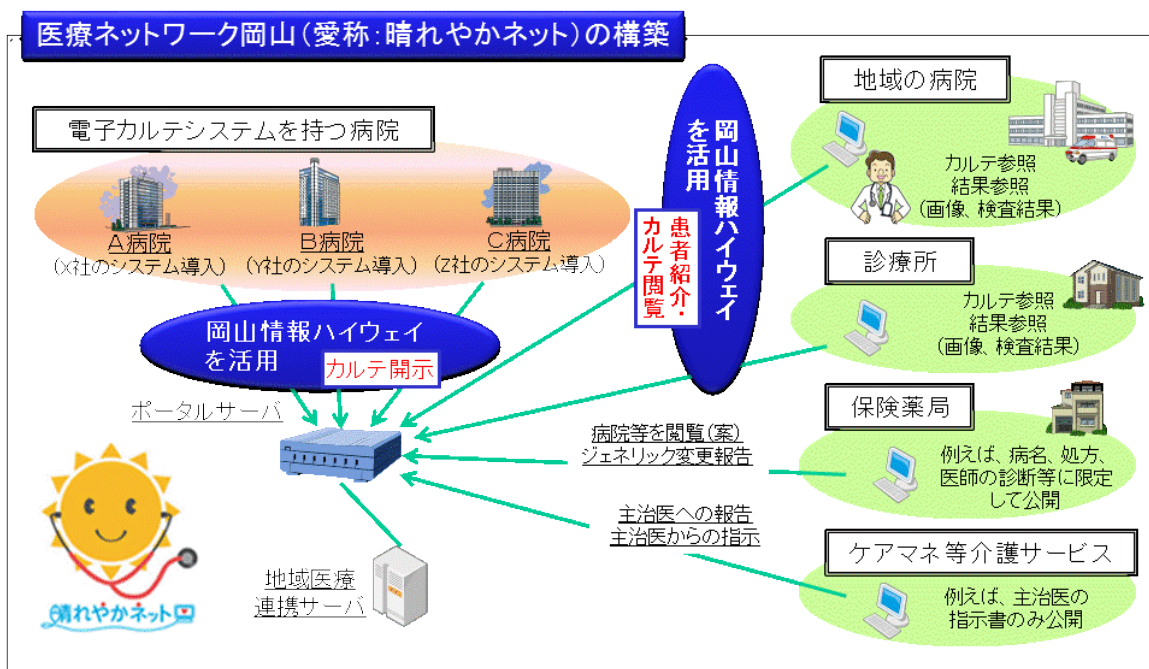 医療ネットワーク岡山（愛称：晴れやかネット）の構築
電子カルテシステムを持つ病院
A病院
（X社のシステム導入）
B病院
（Y社のシステム導入）
C病院
（Z社のシステム導入）
岡山情報ハイウェイ
を活用
カルテ開示
ポータルサーバ
地域医療
連携サーバ
晴れやかネット
岡山情報ハイウェイ
を活用
患者紹介・
カルテ閲覧
病院等を閲覧（案）
ジェネリック変更報告
主治医への報告
主治医からの指示
地域の病院
カルテ参照
結果参照
（画像、検査結果）
診療所
カルテ参照
結果参照
（画像、検査結果）
保険薬局
例えば、病名、処方、
医師の診断等に限定
して公開
ケアマネ等介護サービス
例えば、主治医の
指示書のみ公開